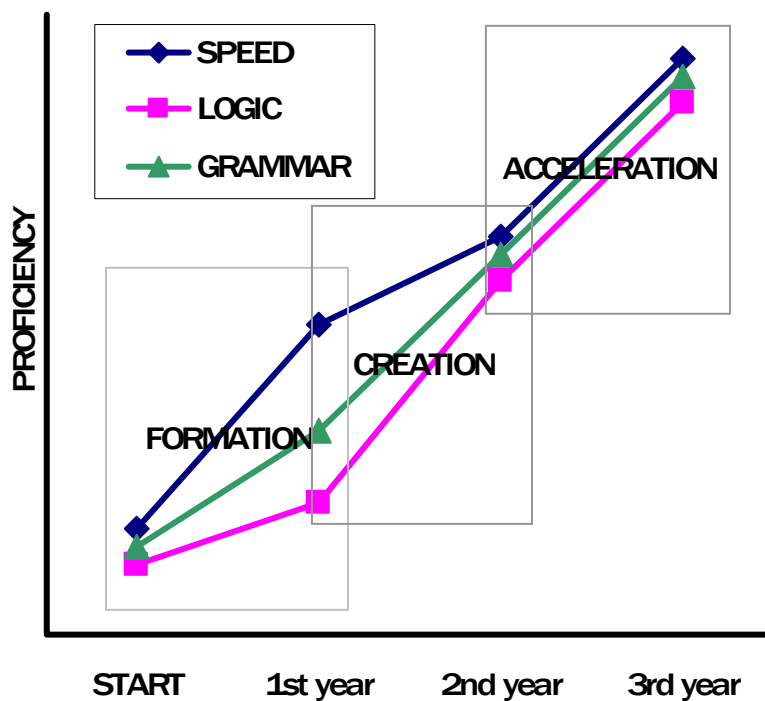 SPEED
LOGIC
GRAMMAR
ACCELERATION
CREATION
FORMATION
PROFICIENCY
START 1st year 2nd year 3rd year